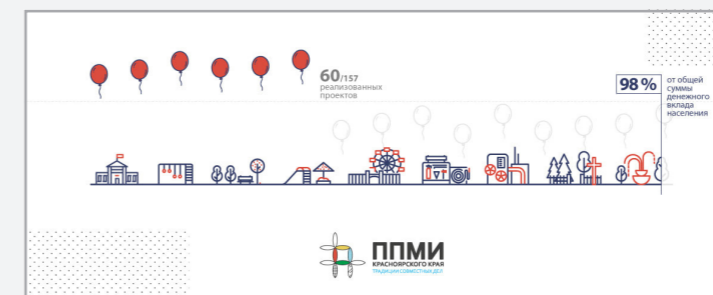 60/157
реализованных
проектов
98%
от общей
суммы
денежного
вклада
населения
ППМИ
КРАСНОЯРСКОГО КРАЯ
ТРАДИЦИИ СОВМЕСТНЫХ ДЕЛ